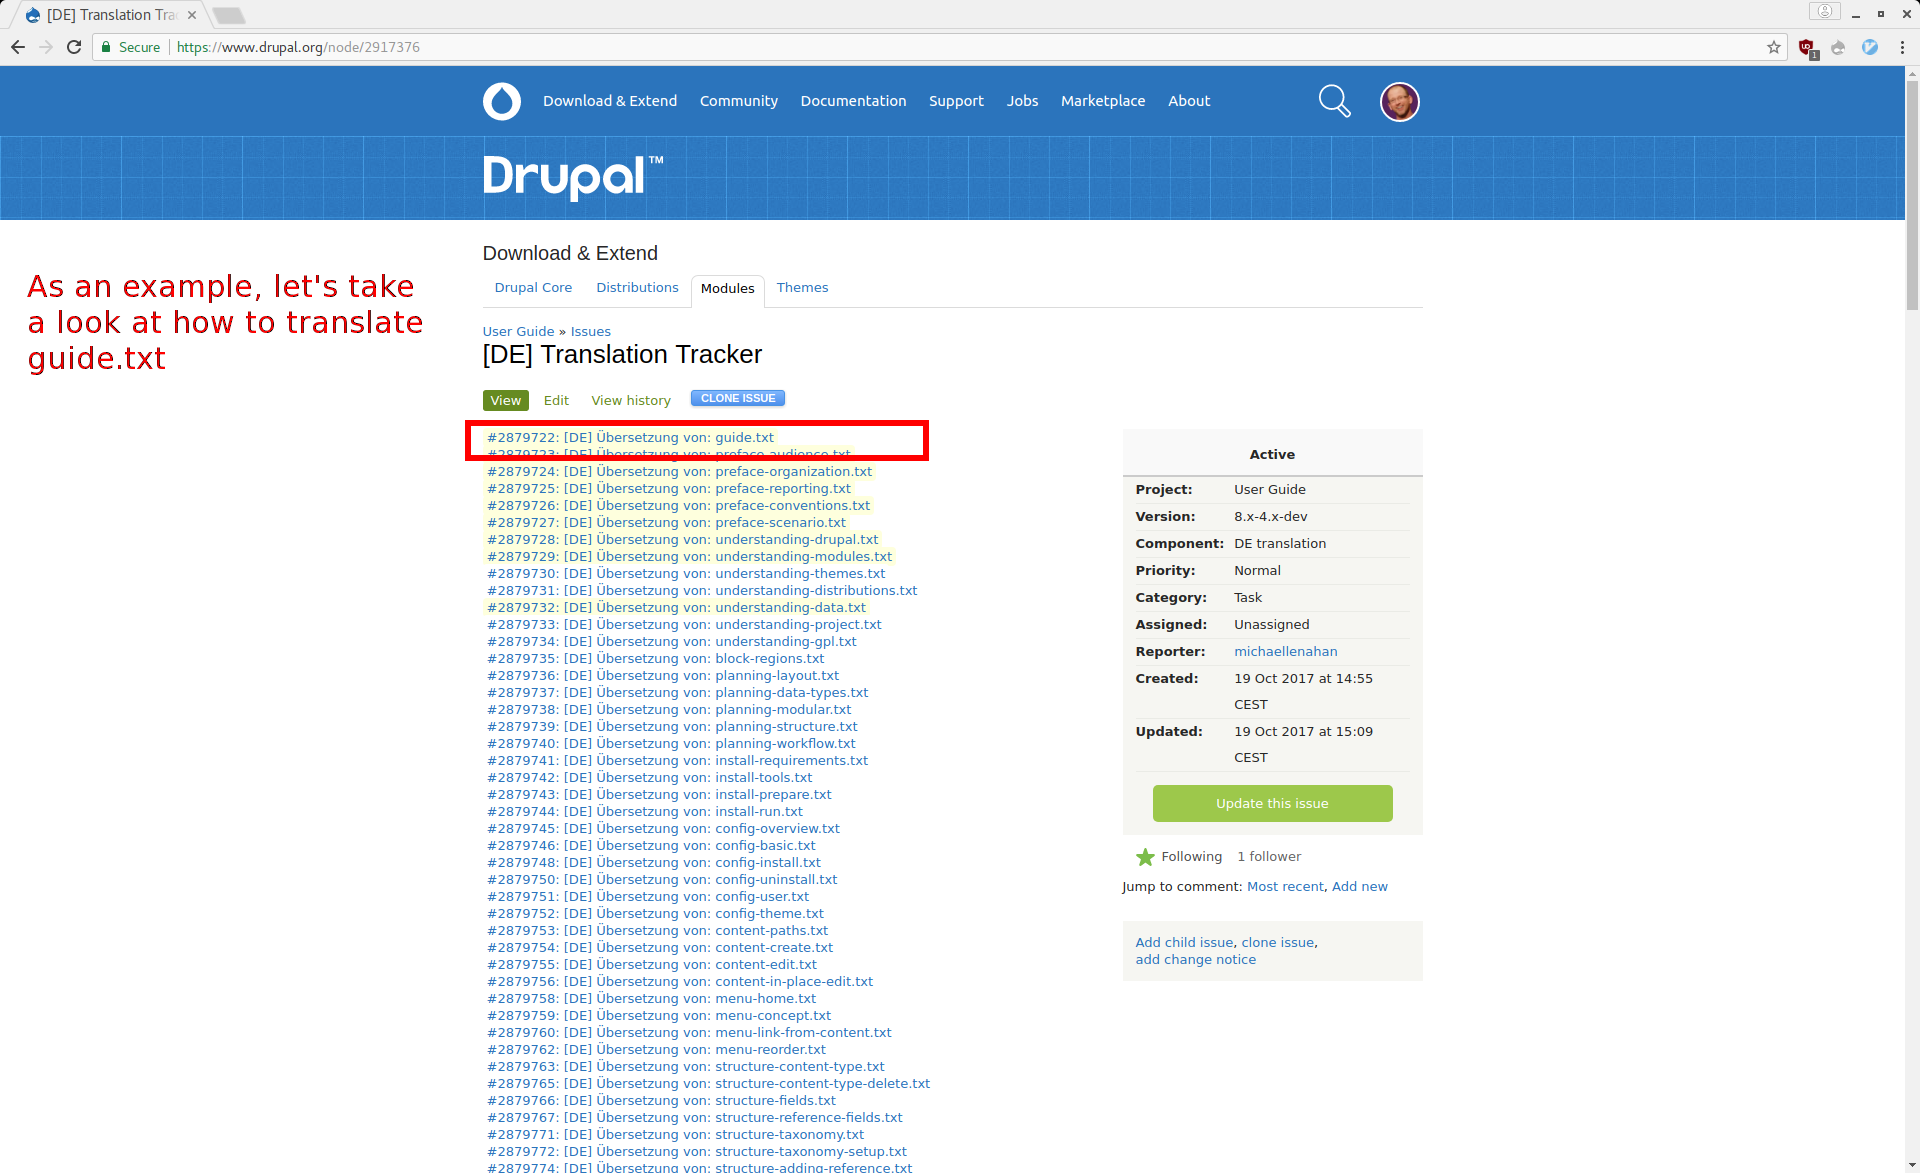 [DE] Translation Tra
Secure
https://www.drupal.org/node/2917376
1
Download & Extend
Community
Documentation
Support
Jobs
Marketplace
About
Drupal™
As an example, let's take
a look at how to translate
guide.txt
Download & Extend
Drupal Core
Distributions
Modules
Themes
User Guide » Issues
[DE] Translation Tracker
View
Edit
View history
CLONE ISSUE
#2879722: [DE] Übersetzung von: guide.txt
#2879723: [DE] Übersetzung von: preface-audience.txt
#2879724: [DE] Übersetzung von: preface-organization.txt
#2879725: [DE] Übersetzung von: preface-reporting.txt
#2879726: [DE] Übersetzung von: preface-conventions.txt
#2879727: [DE] Übersetzung von: preface-scenario.txt
#2879728: [DE] Übersetzung von: understanding-drupal.txt
#2879729: [DE] Übersetzung von: understanding-modules.txt
#2879730: [DE] Übersetzung von: understanding-themes.txt
#2879731: [DE] Übersetzung von: understanding-distributions.txt
#2879732: [DE] Übersetzung von: understanding-data.txt
#2879733: [DE] Übersetzung von: understanding-project.txt
#2879734: [DE] Übersetzung von: understanding-gpl.txt
#2879735: [DE] Übersetzung von: block-regions.txt
#2879736: [DE] Übersetzung von: planning-layout.txt
#2879737: [DE] Übersetzung von: planning-data-types.txt
#2879738: [DE] Übersetzung von: planning-modular.txt
#2879739: [DE] Übersetzung von: planning-structure.txt
#2879740: [DE] Übersetzung von: planning-workflow.txt
#2879741: [DE] Übersetzung von: install-requirements.txt
#2879742: [DE] Übersetzung von: install-tools.txt
#2879743: [DE] Übersetzung von: install-prepare.txt
#2879744: [DE] Übersetzung von: install-run.txt
#2879745: [DE] Übersetzung von: config-overview.txt
#2879746: [DE] Übersetzung von: config-basic.txt
#2879748: [DE] Übersetzung von: config-install.txt
#2879750: [DE] Übersetzung von: config-uninstall.txt
#2879751: [DE] Übersetzung von: config-user.txt
#2879752: [DE] Übersetzung von: config-theme.txt
#2879753: [DE] Übersetzung von: content-paths.txt
#2879754: [DE] Übersetzung von: content-create.txt
#2879755: [DE] Übersetzung von: content-edit.txt
#2879756: [DE] Übersetzung von: content-in-place-edit.txt
#2879758: [DE] Übersetzung von: menu-home.txt
#2879759: [DE] Übersetzung von: menu-concept.txt
#2879760: [DE] Übersetzung von: menu-link-from-content.txt
#2879762: [DE] Übersetzung von: menu-reorder.txt
#2879763: [DE] Übersetzung von: structure-content-type.txt
#2879765: [DE] Übersetzung von: structure-content-type-delete.txt
#2879766: [DE] Übersetzung von: structure-fields.txt
#2879767: [DE] Übersetzung von: structure-reference-fields.txt
#2879771: [DE] Übersetzung von: structure-taxonomy.txt
#2879772: [DE] Übersetzung von: structure-taxonomy-setup.txt
#2879774: [DE] Übersetzung von: structure-adding-reference.txt
Active
Project: User Guide
Version: 8.x-4.x-dev
Component: DE translation
Priority: Normal
Category: Task
Assigned: Unassigned
Reporter: michaellenahan
Created: 19 Oct 2017 at 14:55
CEST
Updated: 19 Oct 2017 at 15:09
CEST
Update this issue
Following 1 follower
Jump to comment: Most recent, Add new
Add child issue, clone issue,
add change notice